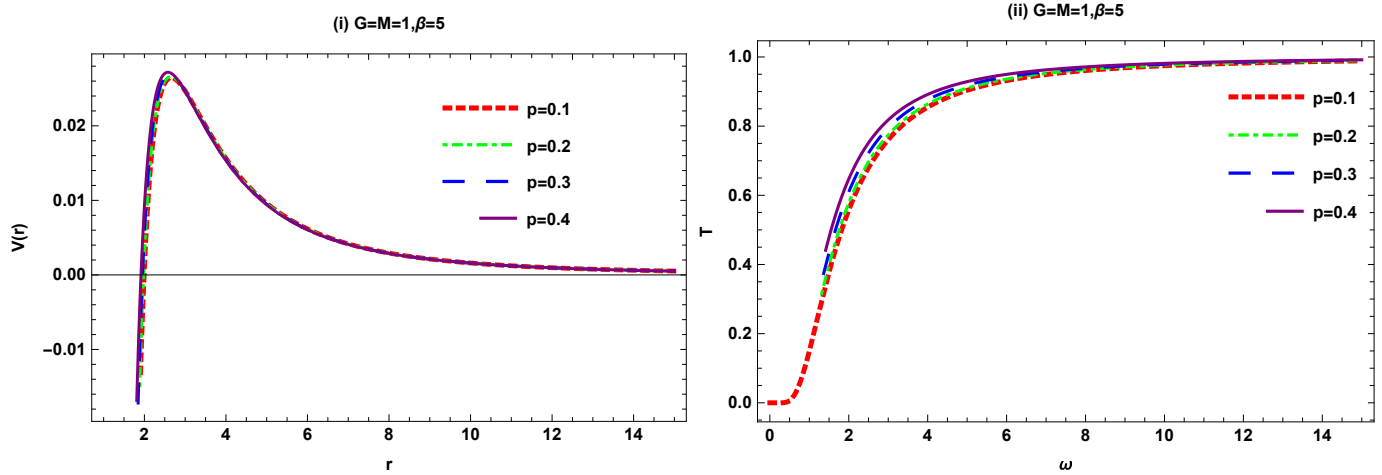 (i) G=M=1,β=5
V(r)
0.02
0.01
0.00
−0.01
p=0.1
p=0.2
p=0.3
p=0.4
2 4 6 8 10 12 14
r
(ii) G=M=1,β=5
T
1.0
0.8
0.6
0.4
0.2
0.0
p=0.1
p=0.2
p=0.3
p=0.4
0 2 4 6 8 10 12 14
ω